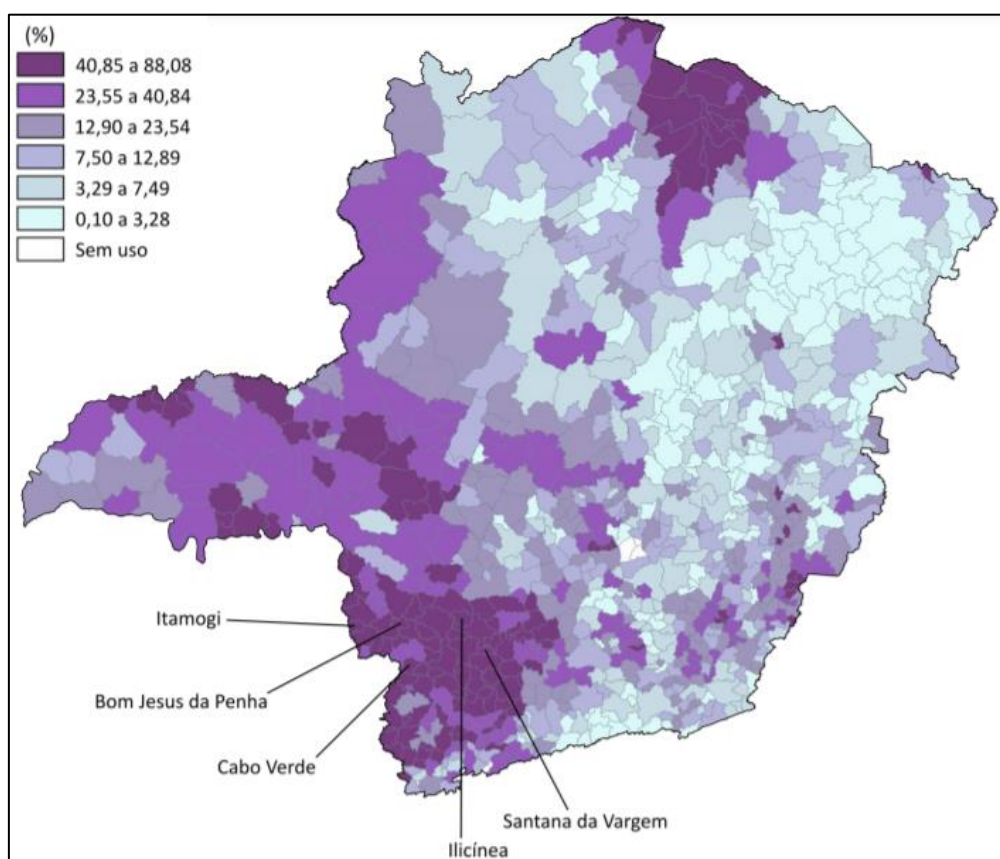 (%)
40,85 a 88,08
23,55 a 40,84
12,90 a 23,54
7,50 a 12,89
3,29 a 7,49
0,10 a 3,28
Sem uso
Itamogi
Bom Jesus da Penha
Cabo Verde
Santana da Vargem
Ilicínea